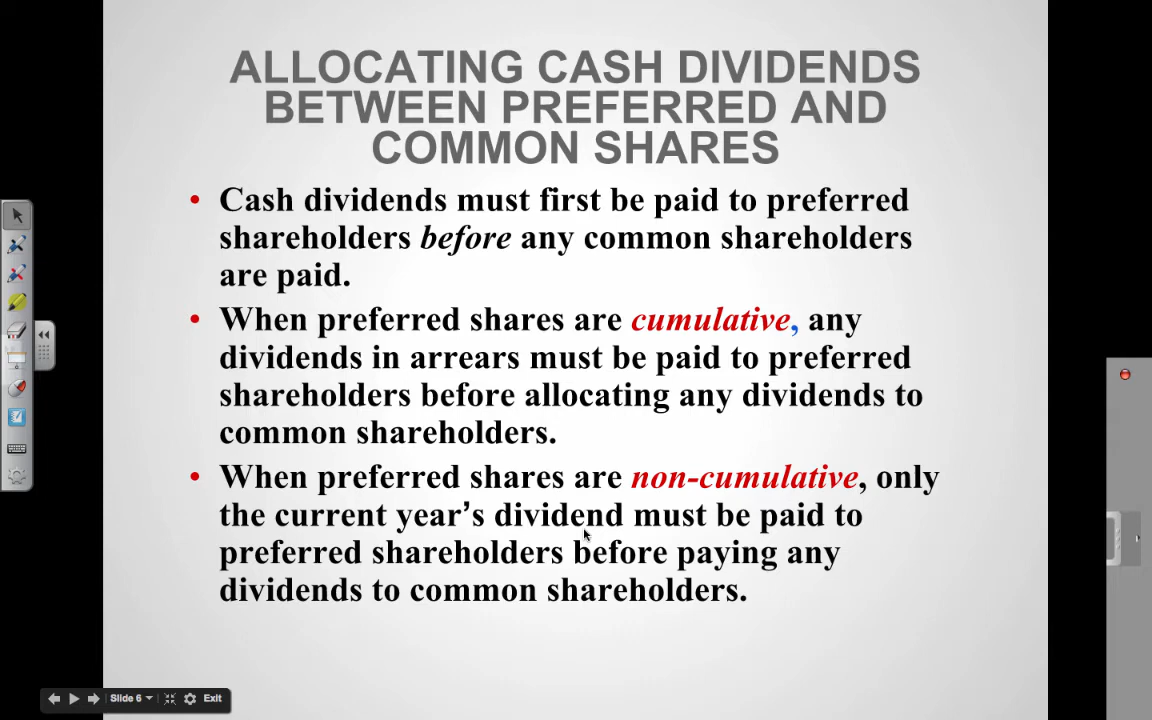 ALLOCATING CASH DIVIDENDS
BETWEEN PREFERRED AND
COMMON SHARES
• Cash dividends must first be paid to preferred
shareholders before any common shareholders
are paid.
• When preferred shares are cumulative, any
dividends in arrears must be paid to preferred
shareholders before allocating any dividends to
common shareholders.
• When preferred shares are non-cumulative, only
the current year’s dividend must be paid to
preferred shareholders before paying any
dividends to common shareholders.
Slide 6
Exit